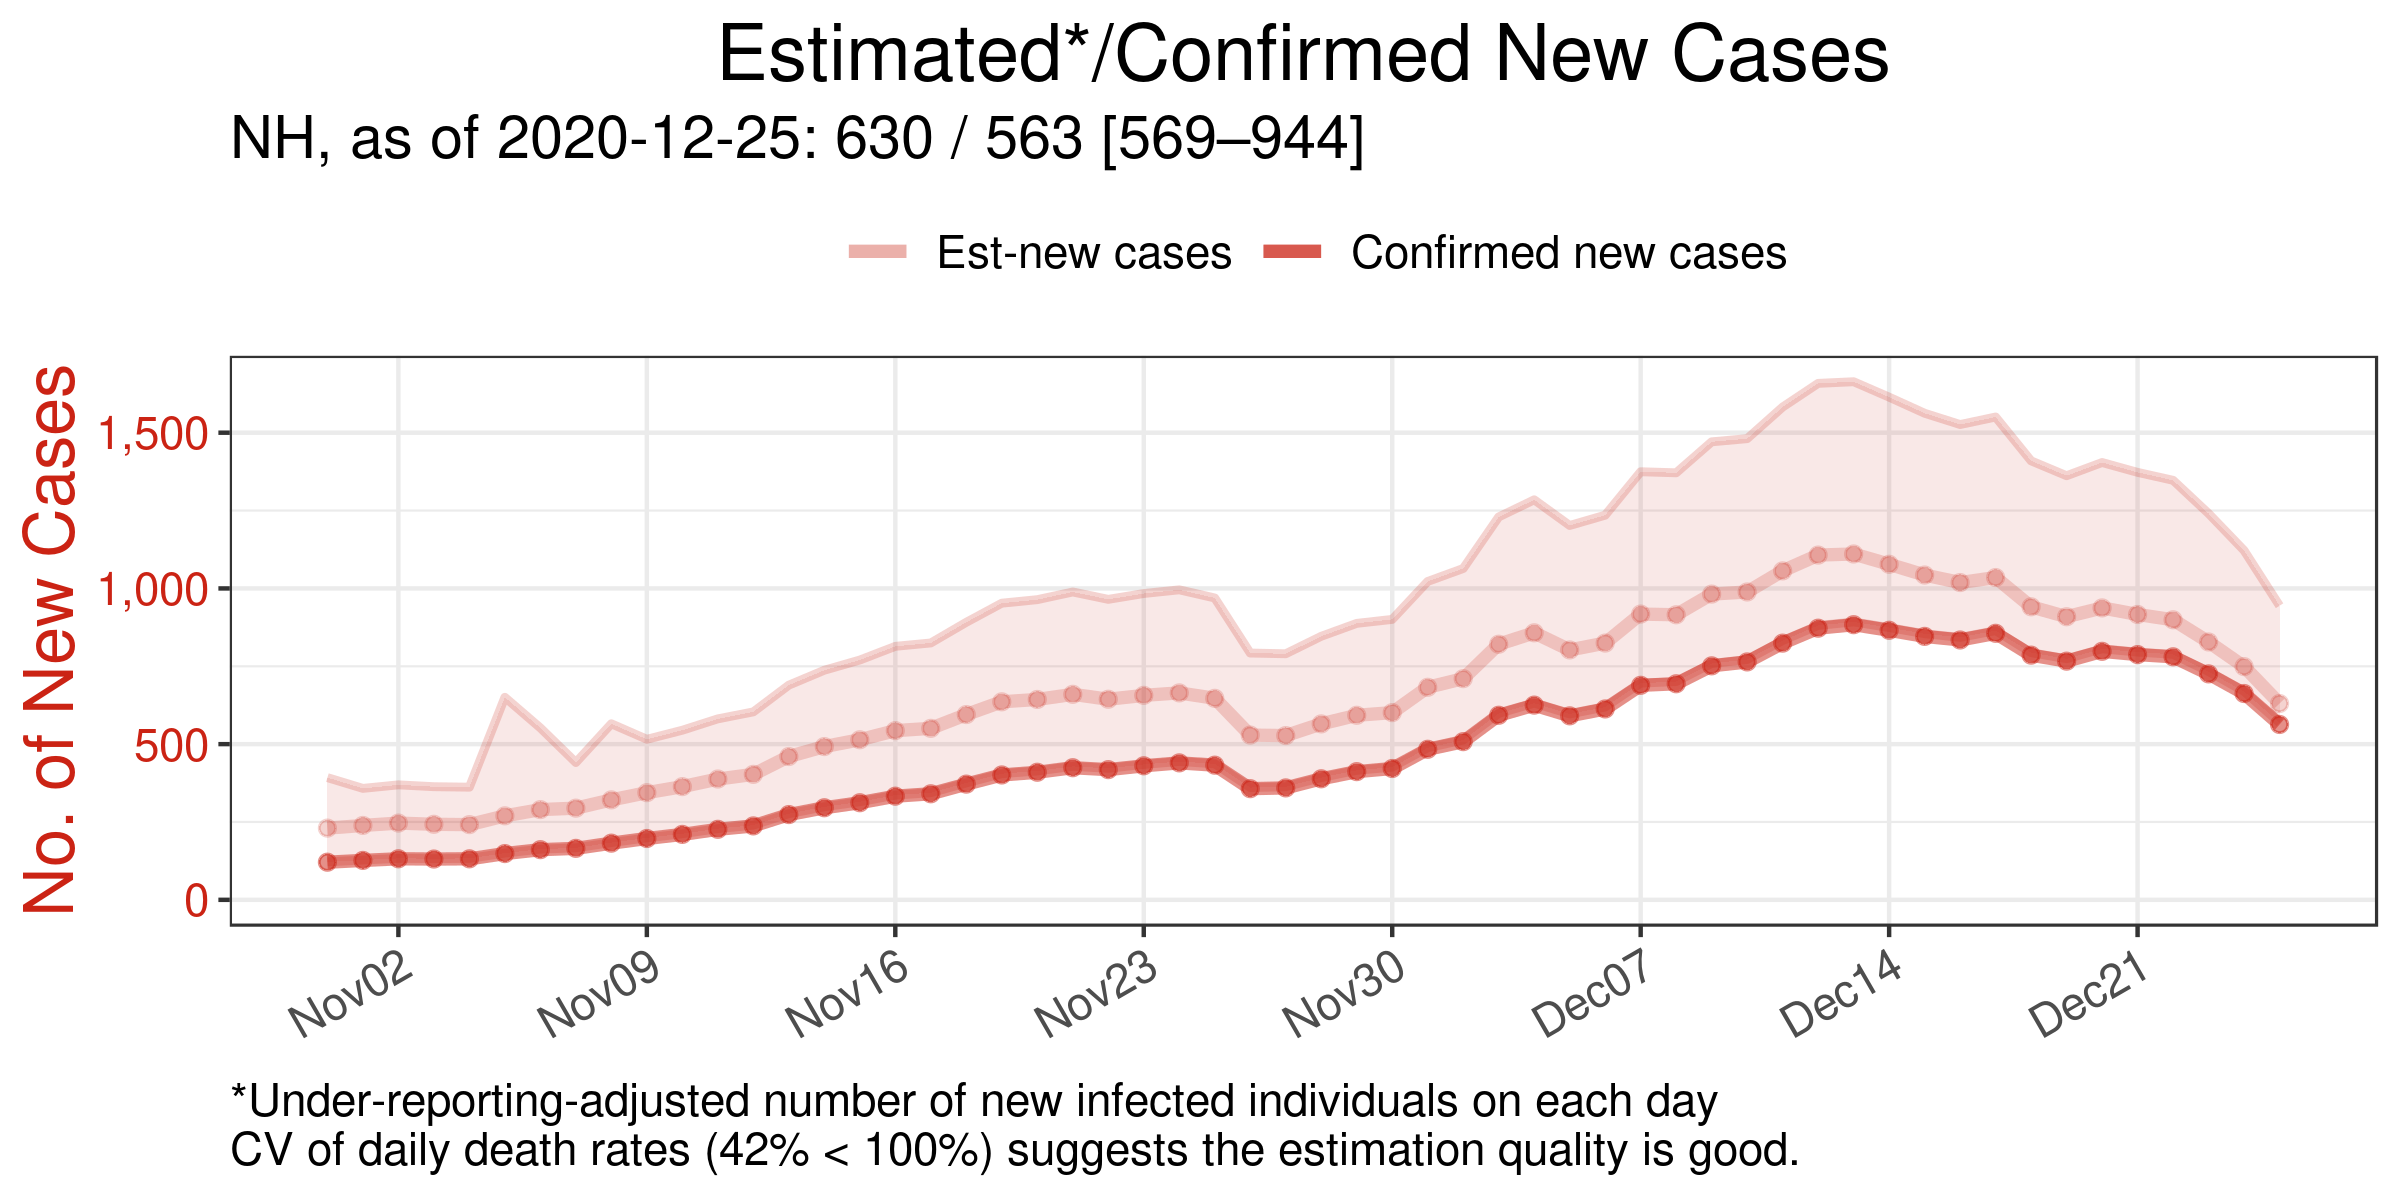 Estimated*/Confirmed New Cases
NH, as of 2020-12-25: 630 / 563 [569–944]
Est-new cases Confirmed new cases
No. of New Cases
1,500
1,000
500
0
Nov02 Nov09 Nov16 Nov23 Nov30 Dec07 Dec14 Dec21
*Under-reporting-adjusted number of new infected individuals on each day
CV of daily death rates (42% < 100%) suggests the estimation quality is good.